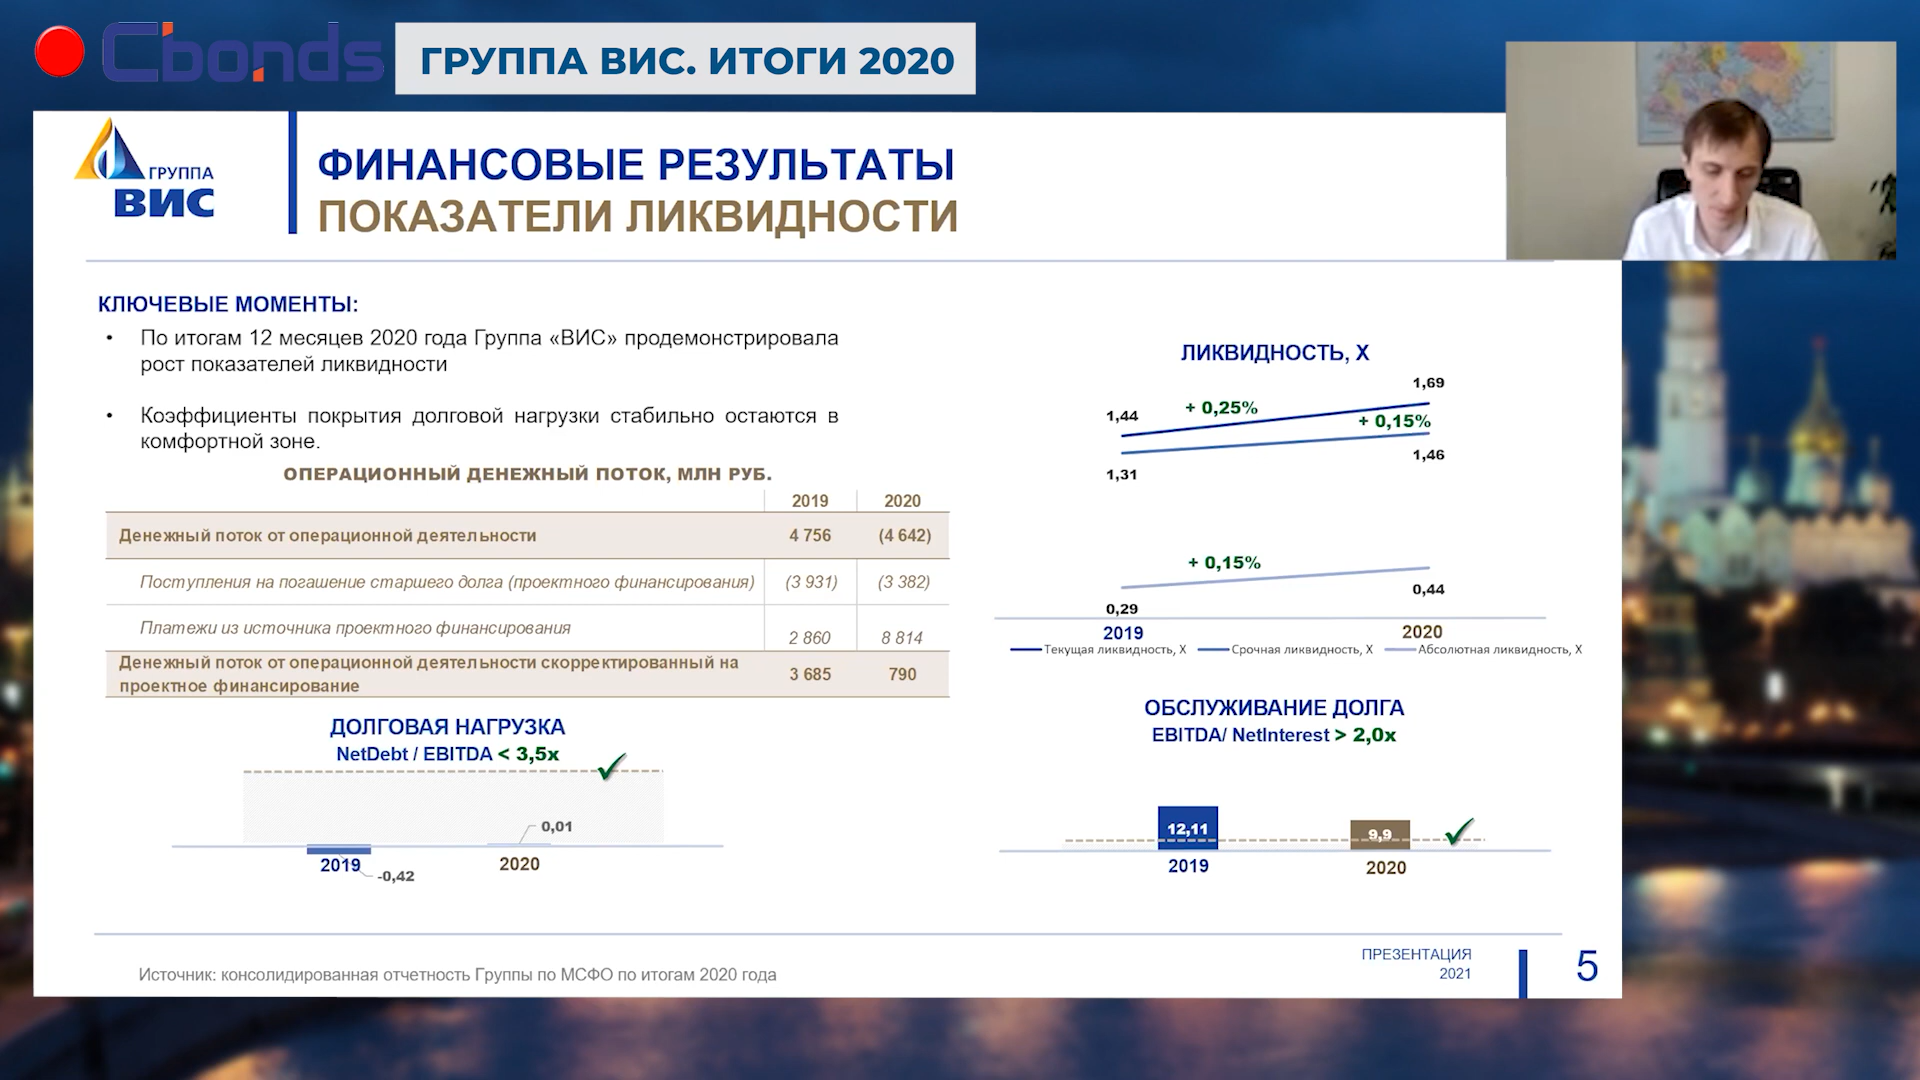 Cbonds
ГРУППА ВИС. ИТОГИ 2020
ГРУППА
ВИС
ФИНАНСОВЫЕ РЕЗУЛЬТАТЫ
ПОКАЗАТЕЛИ ЛИКВИДНОСТИ
КЛЮЧЕВЫЕ МОМЕНТЫ:
• По итогам 12 месяцев 2020 года Группа «ВИС» продемонстрировала
рост показателей ликвидности
• Коэффициенты покрытия долговой нагрузки стабильно остаются в
комфортной зоне.
ОПЕРАЦИОННЫЙ ДЕНЕЖНЫЙ ПОТОК, МЛН РУБ.
2019 2020
Денежный поток от операционной деятельности 4 756 (4 642)
Поступления на погашение старшего долга (проектного финансирования) (3 931) (3 382)
Платежи из источника проектного финансирования 2 860 8 814
Денежный поток от операционной деятельности скорректированный на
проектное финансирование 3 685 790
ДОЛГОВАЯ НАГРУЗКА
NetDebt / EBITDA < 3,5x
0,01
2019 2020
-0,42
ЛИКВИДНОСТЬ, Х
1,69
1,44 + 0,25%
+ 0,15%
1,46
1,31
+ 0,15%
0,44
0,29
2019 2020
Текущая ликвидность, Х Срочная ликвидность, Х Абсолютная ликвидность, Х
ОБСЛУЖИВАНИЕ ДОЛГА
EBITDA/ NetInterest > 2,0x
12,11 9,9
2019 2020
Источник: консолидированная отчетность Группы по МСФО по итогам 2020 года
ПРЕЗЕНТАЦИЯ
2021
5